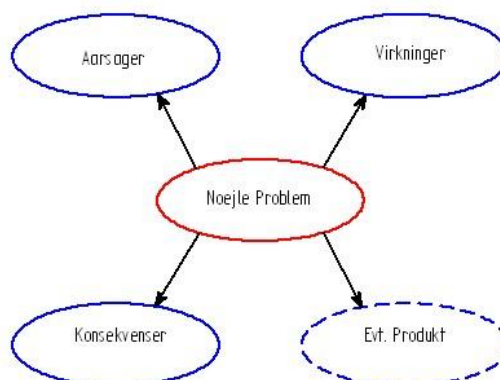 Aarsager
Virkninger
Noejle Problem
Konsekvenser
Evt. Produkt